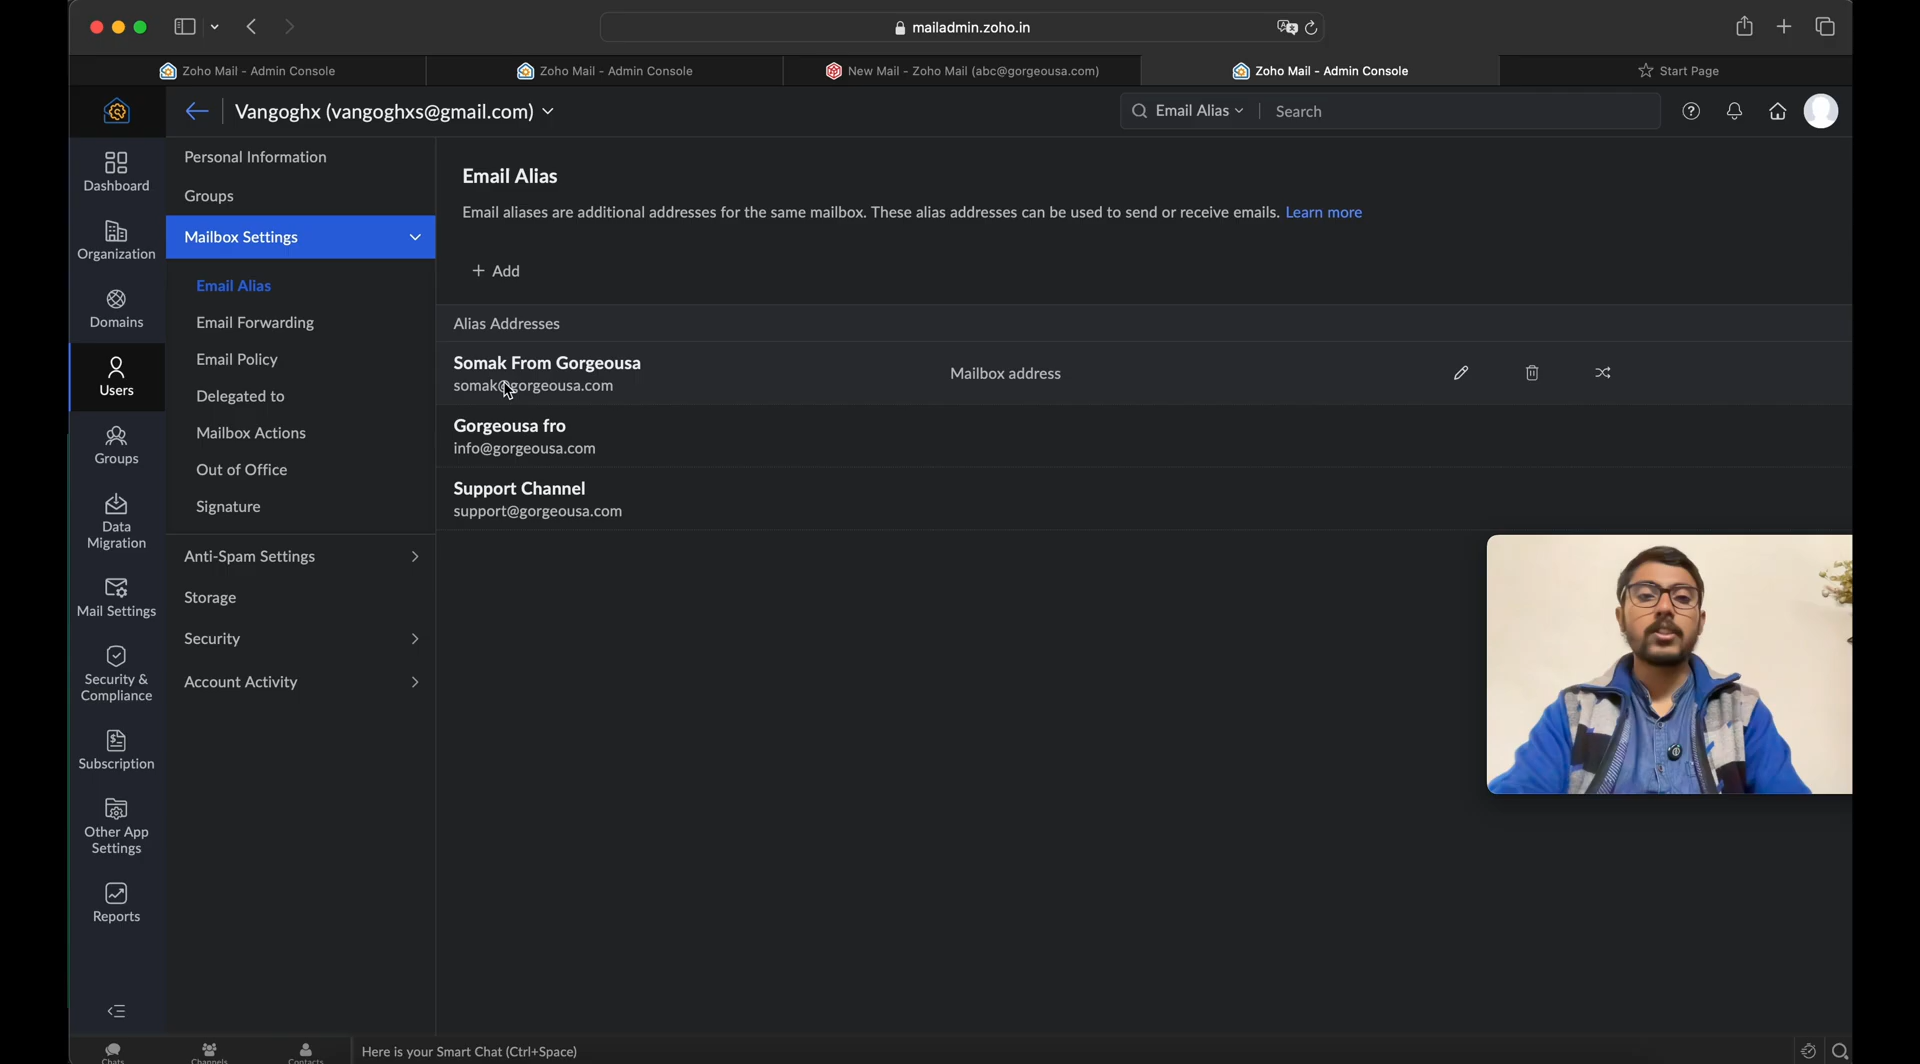 mailadmin.zoho.in
Zoho Mail - Admin Console
Zoho Mail - Admin Console
New Mail - Zoho Mail (abc@gorgeousa.com)
Zoho Mail - Admin Console
Start Page
Vangoghx (vangoghxs@gmail.com)
Email Alias
Search
Dashboard
Organization
Domains
Users
Groups
Data
Migration
Mail Settings
Security &
Compliance
Subscription
Other App
Settings
Reports
Personal Information
Groups
Mailbox Settings
Email Alias
Email Forwarding
Email Policy
Delegated to
Mailbox Actions
Out of Office
Signature
Anti-Spam Settings
Storage
Security
Account Activity
Email Alias
Email aliases are additional addresses for the same mailbox. These alias addresses can be used to send or receive emails. Learn more
+ Add
Alias Addresses
Somak From Gorgeousa
somak@gorgeousa.com
Mailbox address
Gorgeousa fro
info@gorgeousa.com
Support Channel
support@gorgeousa.com
Chats
Channels
Contacts
Here is your Smart Chat (Ctrl+Space)